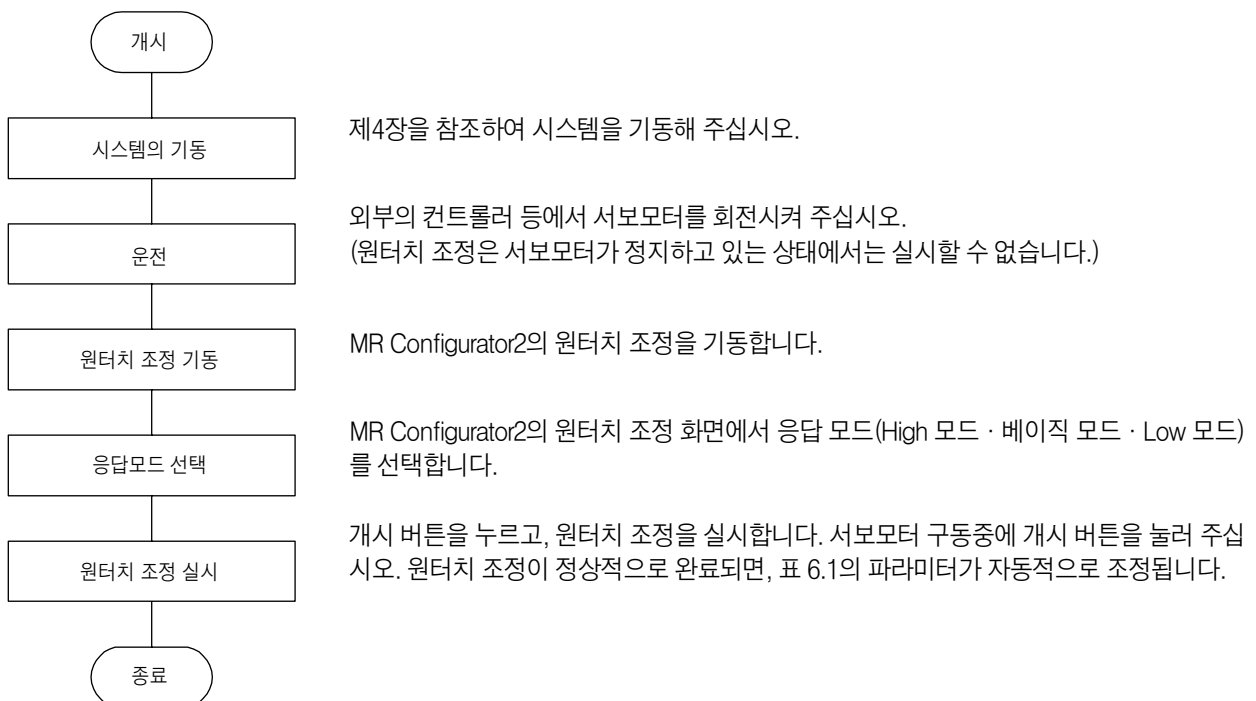 개시
시스템의 기동
제4장을 참조하여 시스템을 기동해 주십시오.
운전
외부의 컨트롤러 등에서 서보모터를 회전시켜 주십시오.
(원터치 조정은 서보모터가 정지하고 있는 상태에서는 실시할 수 없습니다.)
원터치 조정 기동
MR Configurator2의 원터치 조정을 기동합니다.
응답모드 선택
MR Configurator2의 원터치 조정 화면에서 응답 모드(High 모드 · 베이직 모드 · Low 모드)
를 선택합니다.
원터치 조정 실시
개시 버튼을 누르고, 원터치 조정을 실시합니다. 서보모터 구동중에 개시 버튼을 눌러 주십
시오. 원터치 조정이 정상적으로 완료되면, 표 6.1의 파라미터가 자동적으로 조정됩니다.
종료